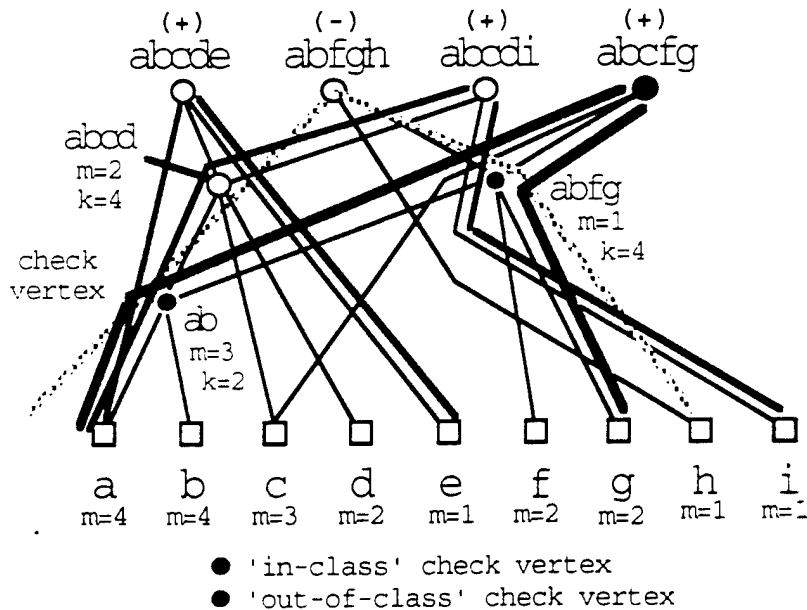 (+) (-) (+) (+)
abcde abfgh abcdi abcfg
abcd
m=2
k=4
abfg
m=1
k=4
check
vertex
ab
m=3
k=2
a b c d e f g h i
m=4 m=4 m=3 m=2 m=1 m=2 m=2 m=1 m=1
● 'in-class' check vertex
● 'out-of-class' check vertex